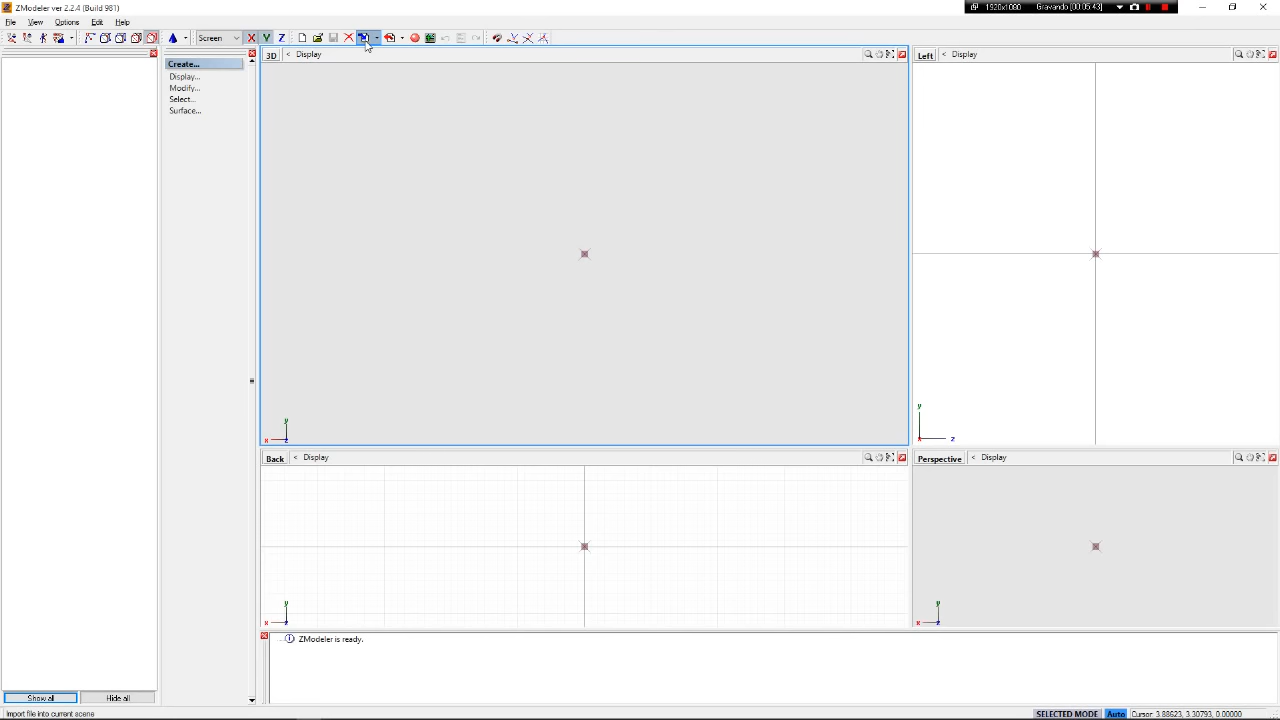 ZModeler ver 2.2.4 (Build 981)
1920x1080
Gravando [00:05:43]
File View Options Edit Help
Screen
X Y Z
Create...
Display...
Modify...
Select...
Surface...
3D < Display
Left < Display
y
x z
y
x z
Back < Display
Perspective < Display
y
x z
y
x z
ZModeler is ready.
Show all Hide all
Import file into current scene
SELECTED MODE Auto Cursor: 3.88623, 3.30793, 0.00000